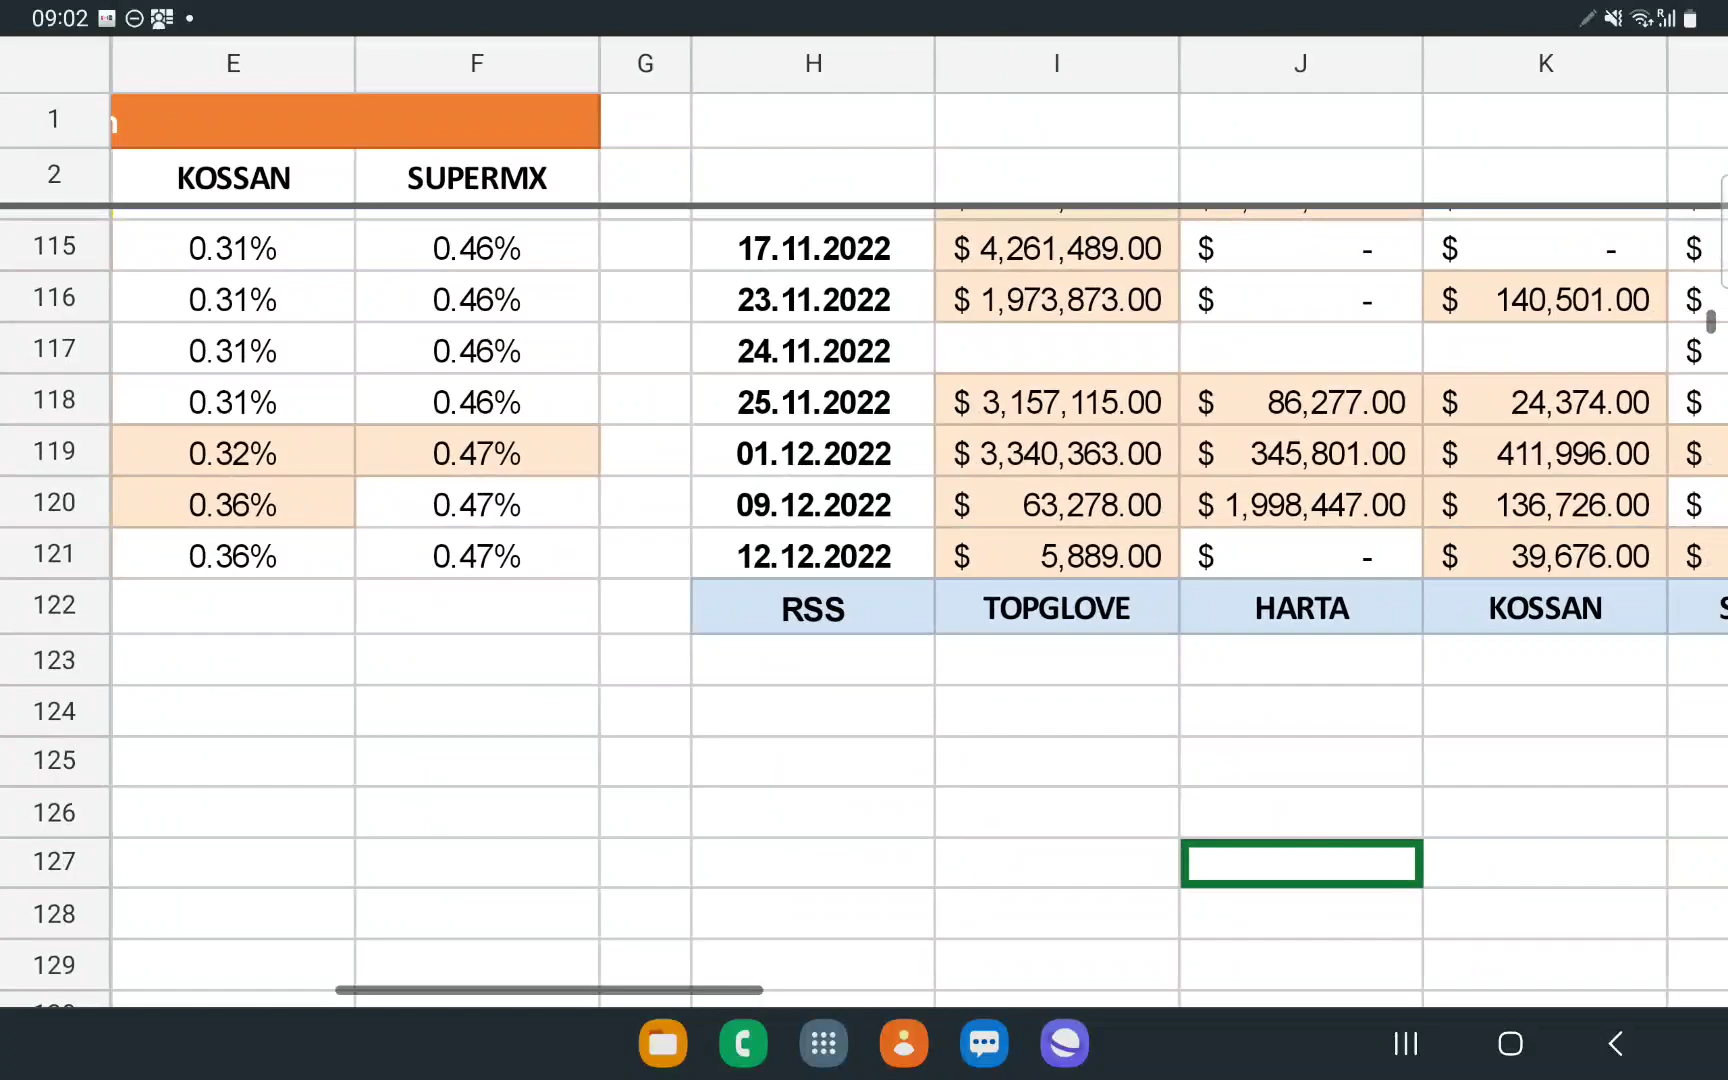 09:02
E F G H I J K
1
2 KOSSAN SUPERMX
115 0.31% 0.46% 17.11.2022 $ 4,261,489.00 $ - $ - $
116 0.31% 0.46% 23.11.2022 $ 1,973,873.00 $ - $ 140,501.00 $
117 0.31% 0.46% 24.11.2022 $
118 0.31% 0.46% 25.11.2022 $ 3,157,115.00 $ 86,277.00 $ 24,374.00 $
119 0.32% 0.47% 01.12.2022 $ 3,340,363.00 $ 345,801.00 $ 411,996.00 $
120 0.36% 0.47% 09.12.2022 $ 63,278.00 $ 1,998,447.00 $ 136,726.00 $
121 0.36% 0.47% 12.12.2022 $ 5,889.00 $ - $ 39,676.00 $
122 RSS TOPGLOVE HARTA KOSSAN
123
124
125
126
127
128
129